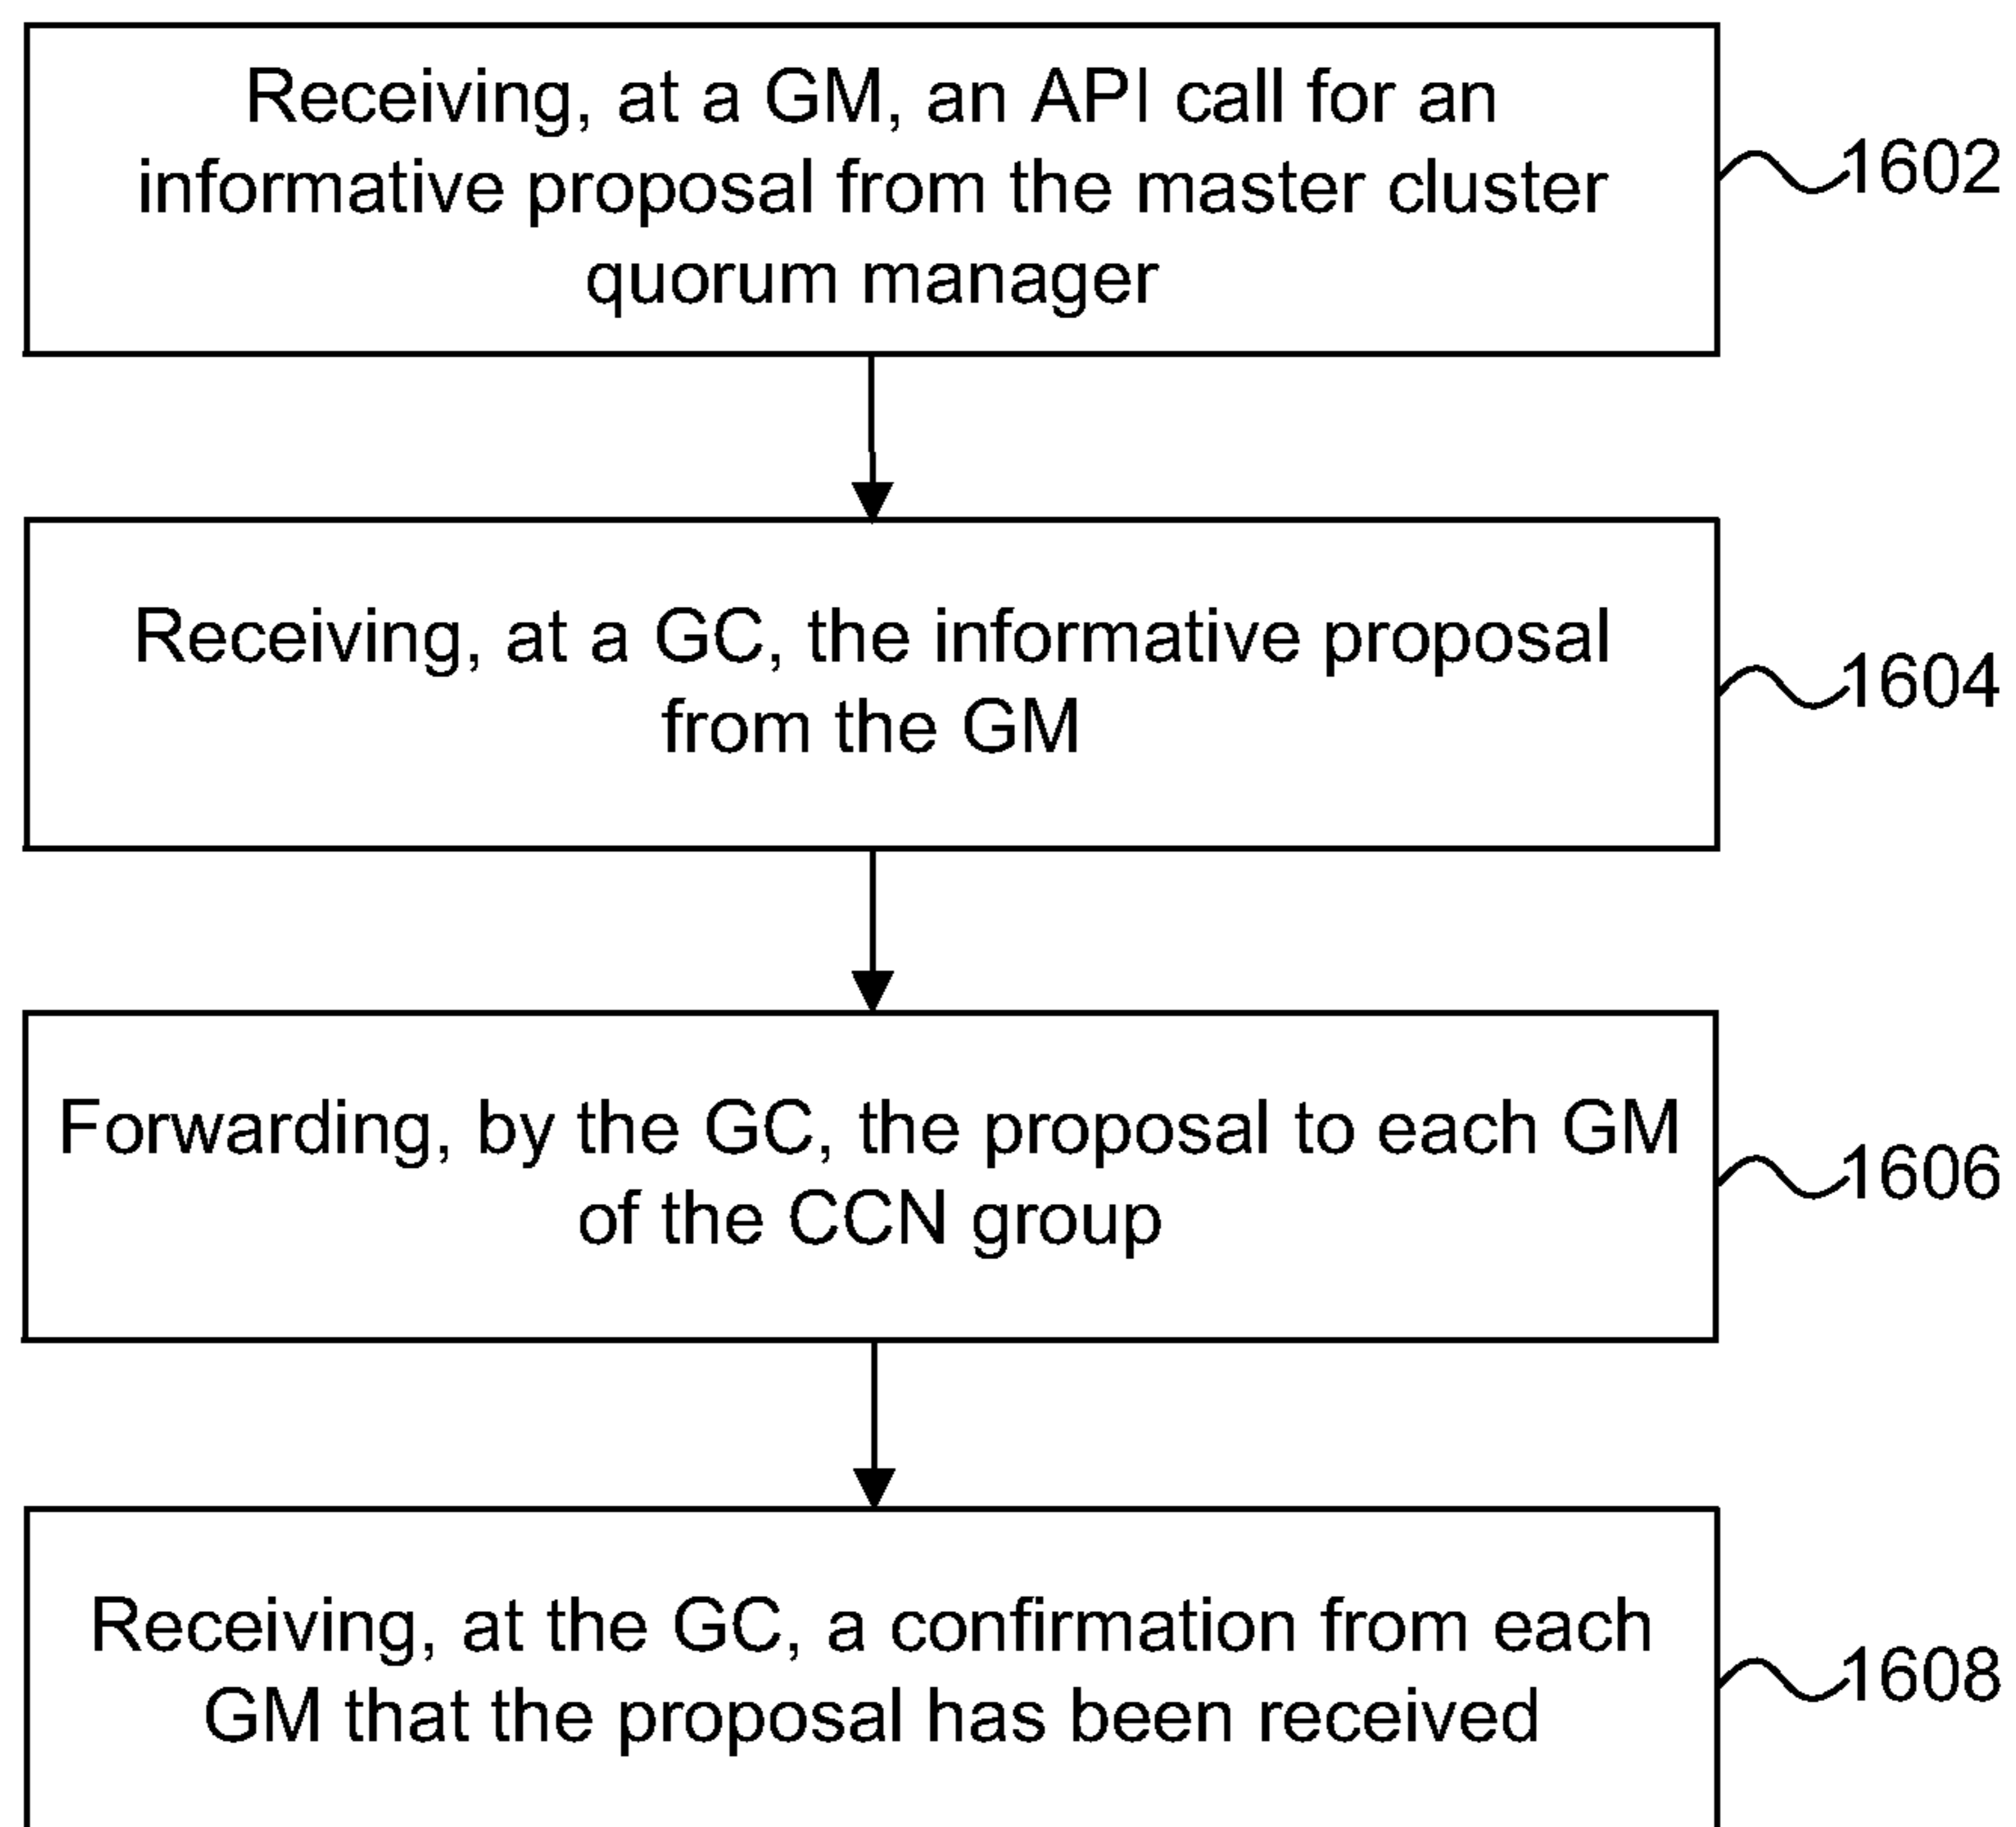 Receiving, at a GM, an API call for an
informative proposal from the master cluster
quorum manager
1602
Receiving, at a GC, the informative proposal
from the GM
1604
Forwarding, by the GC, the proposal to each GM
of the CCN group
1606
Receiving, at the GC, a confirmation from each
GM that the proposal has been received
1608